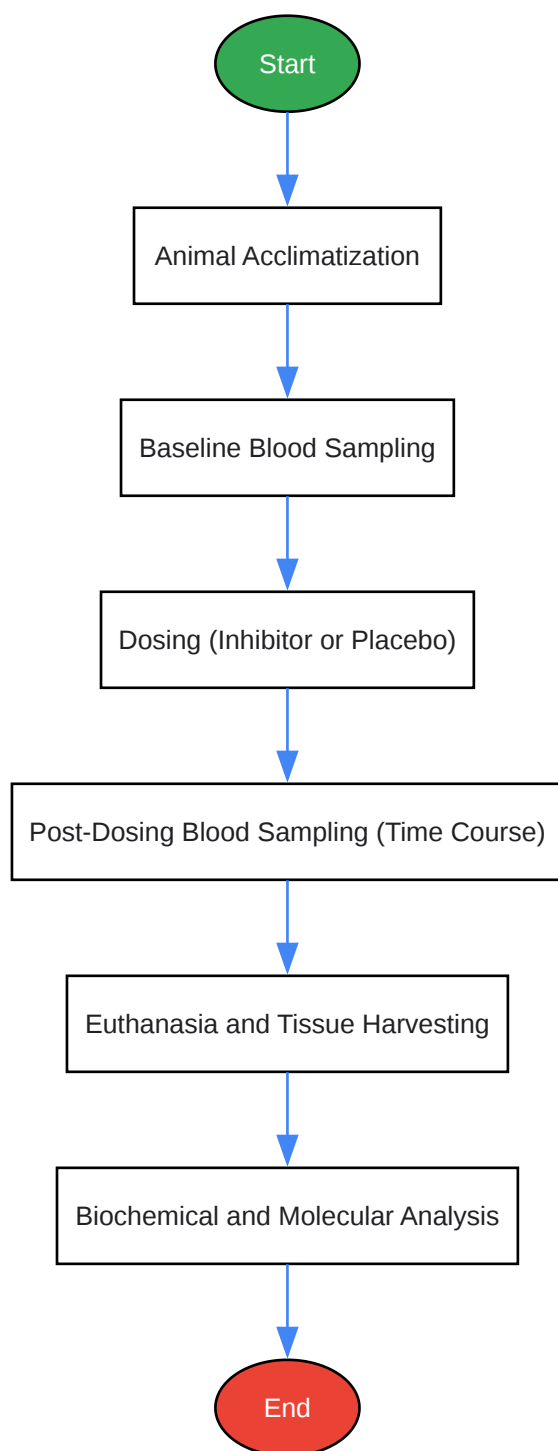 Start
Animal Acclimatization
Baseline Blood Sampling
Dosing (Inhibitor or Placebo)
Post-Dosing Blood Sampling (Time Course)
Euthanasia and Tissue Harvesting
Biochemical and Molecular Analysis
End